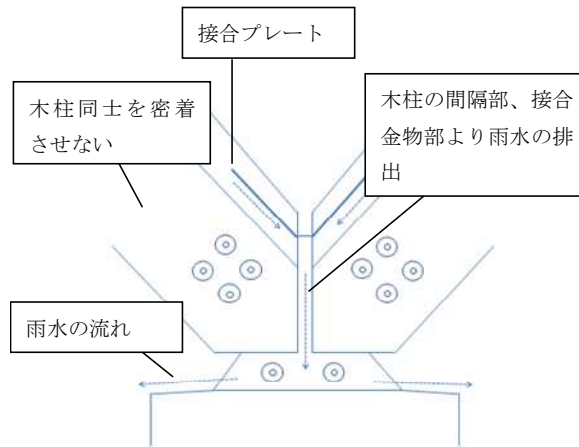 接合プレート
木柱同士を密着
させない
木柱の間隔部、接合
金物部より雨水の排
出
雨水の流れ